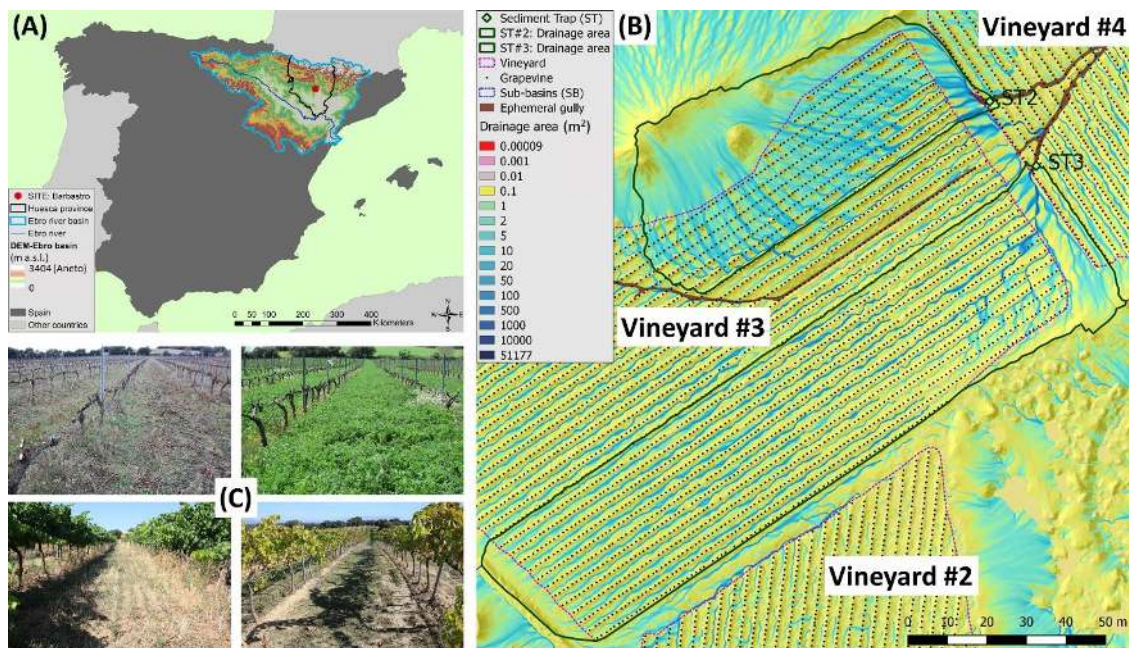 (A)
SITE: Barbastro
Huesca province
Ebro river basin
Ebro river
DEM-Ebro basin
(m a.s.l.)
3404 (Aneto)
0
Spain
Other countries
0 100 200 300 400
Kilometers
N
S
(C)
Sediment Trap (ST)
ST#2: Drainage area
ST#3: Drainage area
Vineyard
Grapevine
Sub-basins (SB)
Ephemeral gully
Drainage area (m²)
0.00009
0.001
0.01
0.1
1
2
5
10
20
50
100
500
1000
10000
51177
(B)
Vineyard #4
ST2
ST3
Vineyard #3
Vineyard #2
0 10 20 30 40 50 m